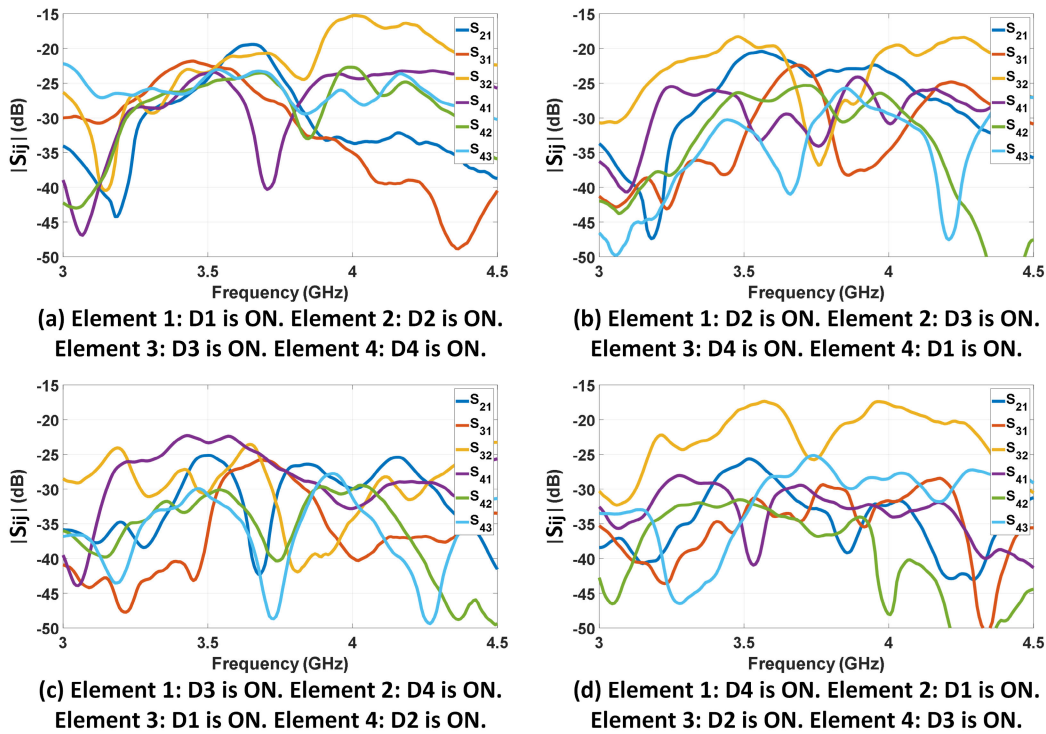 -15
-20
-25
-30
-35
-40
-45
-50
|Sij| (dB)
3
3.5
4
4.5
Frequency (GHz)
S21
S31
S32
S41
S42
S43
(a) Element 1: D1 is ON. Element 2: D2 is ON.
Element 3: D3 is ON. Element 4: D4 is ON.
-15
-20
-25
-30
-35
-40
-45
-50
|Sij| (dB)
3
3.5
4
4.5
Frequency (GHz)
S21
S31
S32
S41
S42
S43
(b) Element 1: D2 is ON. Element 2: D3 is ON.
Element 3: D4 is ON. Element 4: D1 is ON.
-15
-20
-25
-30
-35
-40
-45
-50
|Sij| (dB)
3
3.5
4
4.5
Frequency (GHz)
S21
S31
S32
S41
S42
S43
(c) Element 1: D3 is ON. Element 2: D4 is ON.
Element 3: D1 is ON. Element 4: D2 is ON.
-15
-20
-25
-30
-35
-40
-45
-50
|Sij| (dB)
3
3.5
4
4.5
Frequency (GHz)
S21
S31
S32
S41
S42
S43
(d) Element 1: D4 is ON. Element 2: D1 is ON.
Element 3: D2 is ON. Element 4: D3 is ON.